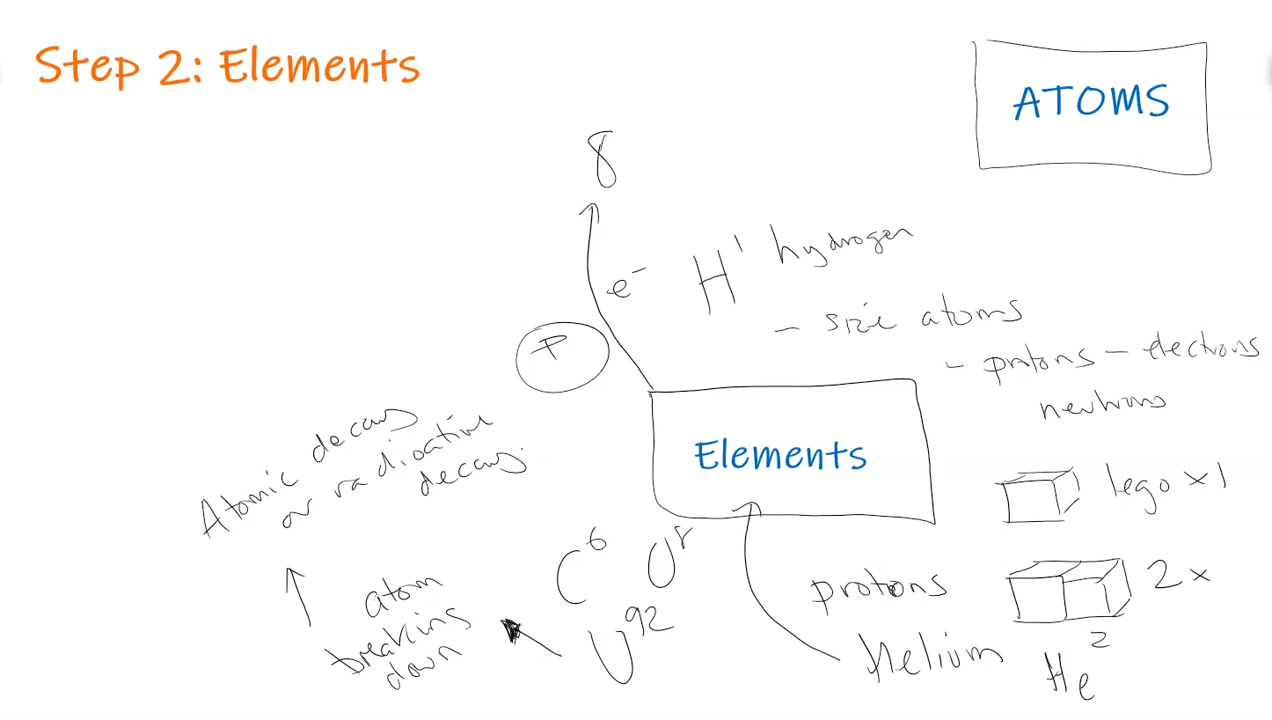 Step 2: Elements
ATOMS
8
e⁻
H¹ hydrogen
- size atoms
- protons - electrons
neutrons
P
Elements
Atomic decay
or radioactive
decay.
lego x 1
C⁶ O⁸
2x
atom
breaking
down
U⁹²
protons
Helium
He²